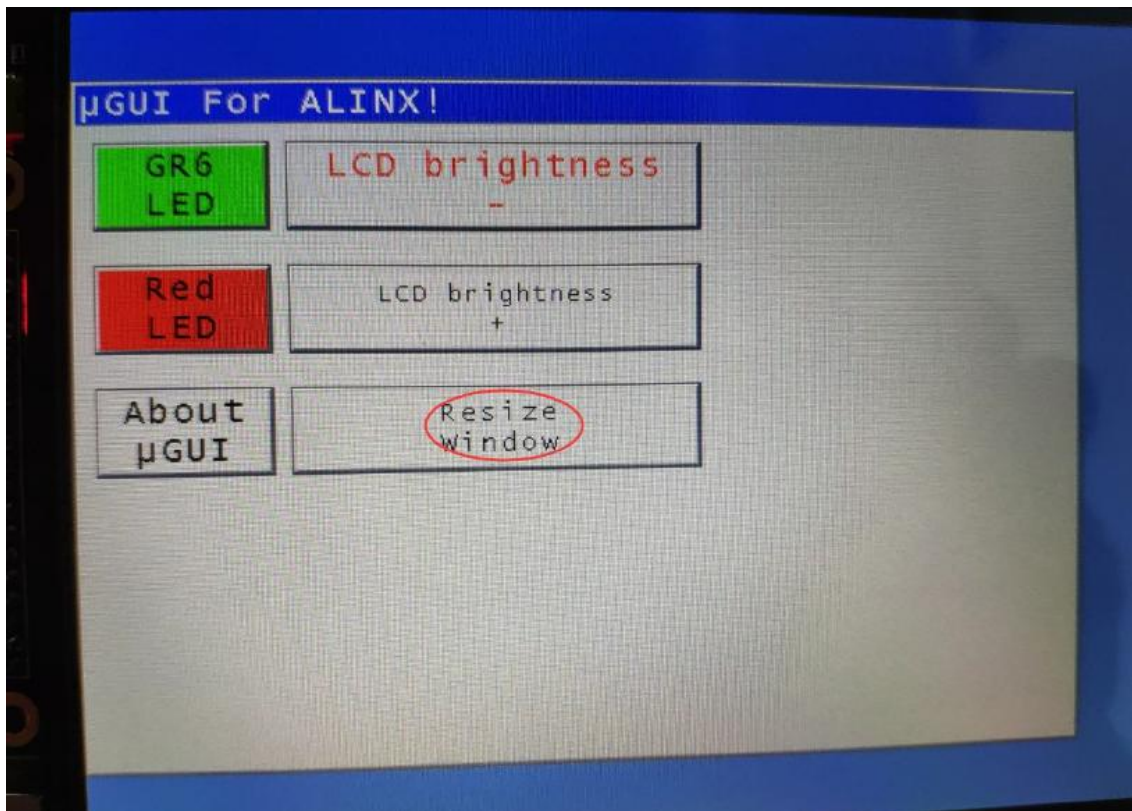 µGUI For ALINX!
GR6
LED
LCD brightness
-
Red
LED
LCD brightness
+
About
µGUI
Resize
Window